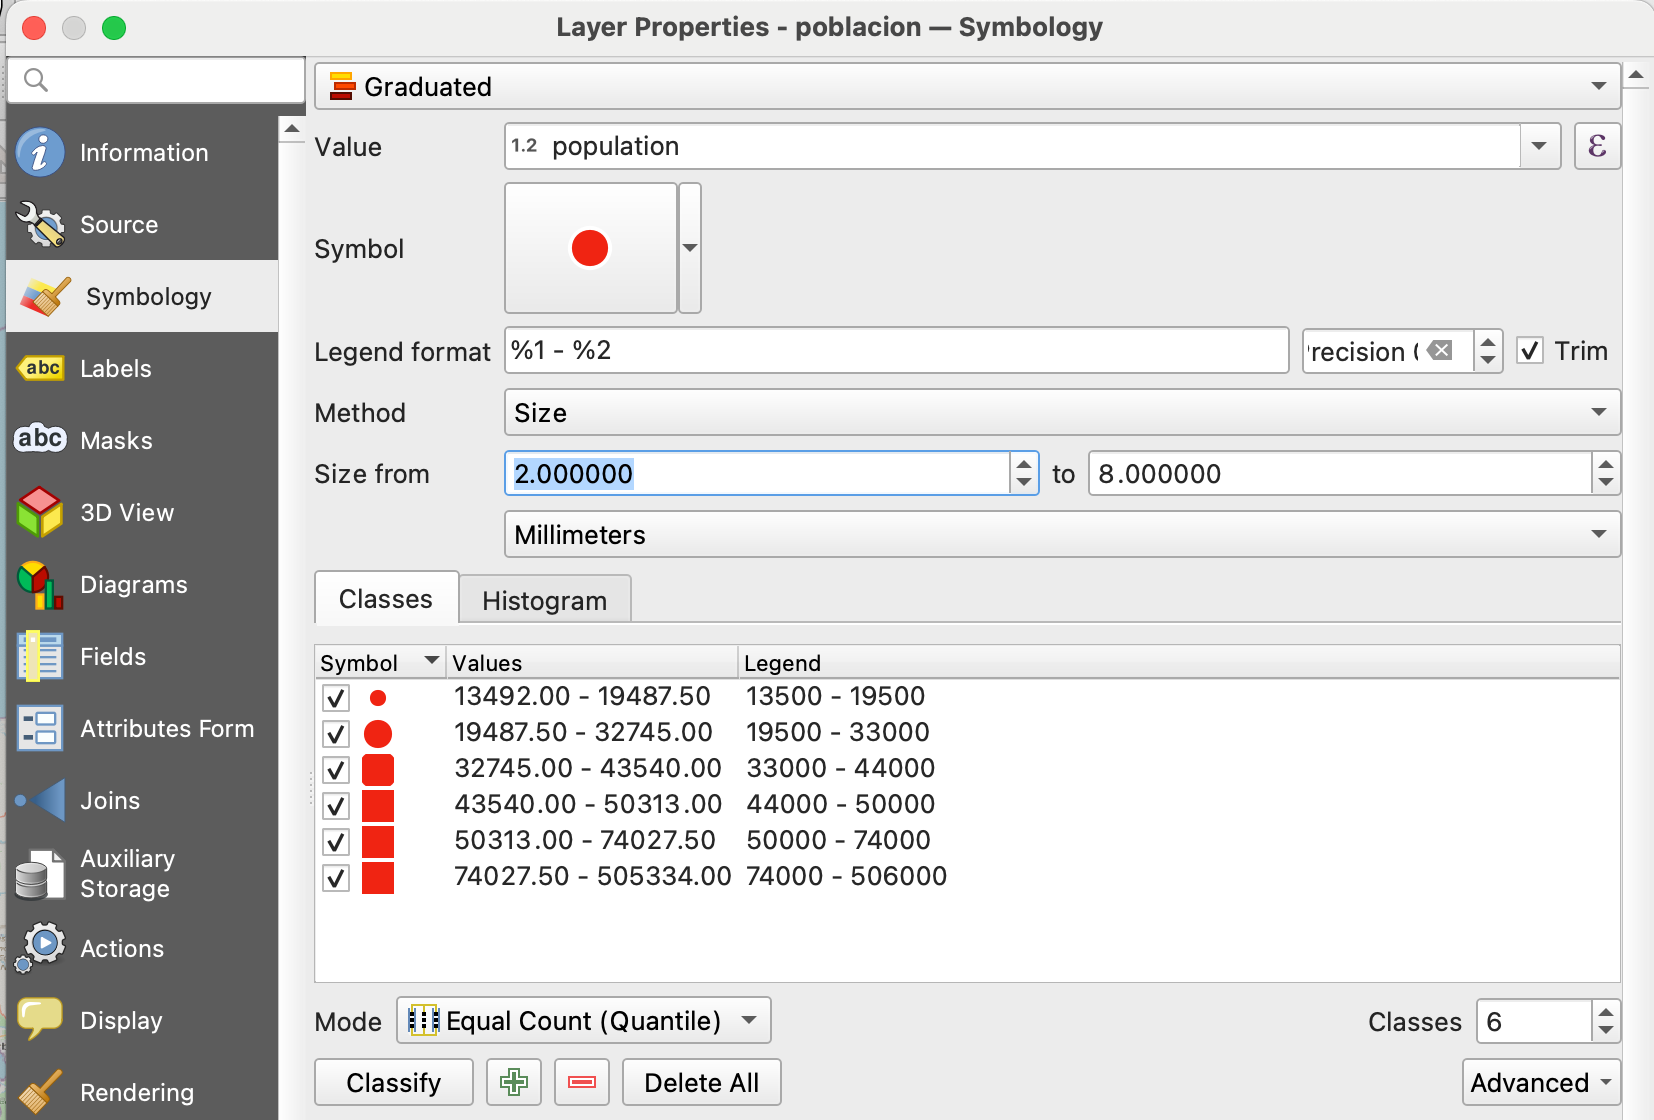 Layer Properties - poblacion — Symbology
Information
Source
Symbology
abc Labels
abc Masks
3D View
Diagrams
Fields
Attributes Form
Joins
Auxiliary
Storage
Actions
Display
Rendering
Graduated
Value 1.2 population ε
Symbol
Legend format %1 - %2 recision Trim
Method Size
Size from 2.000000 to 8.000000
Millimeters
Classes Histogram
Symbol Values Legend
13492.00 - 19487.50 13500 - 19500
19487.50 - 32745.00 19500 - 33000
32745.00 - 43540.00 33000 - 44000
43540.00 - 50313.00 44000 - 50000
50313.00 - 74027.50 50000 - 74000
74027.50 - 505334.00 74000 - 506000
Mode Equal Count (Quantile) Classes 6
Classify Delete All Advanced